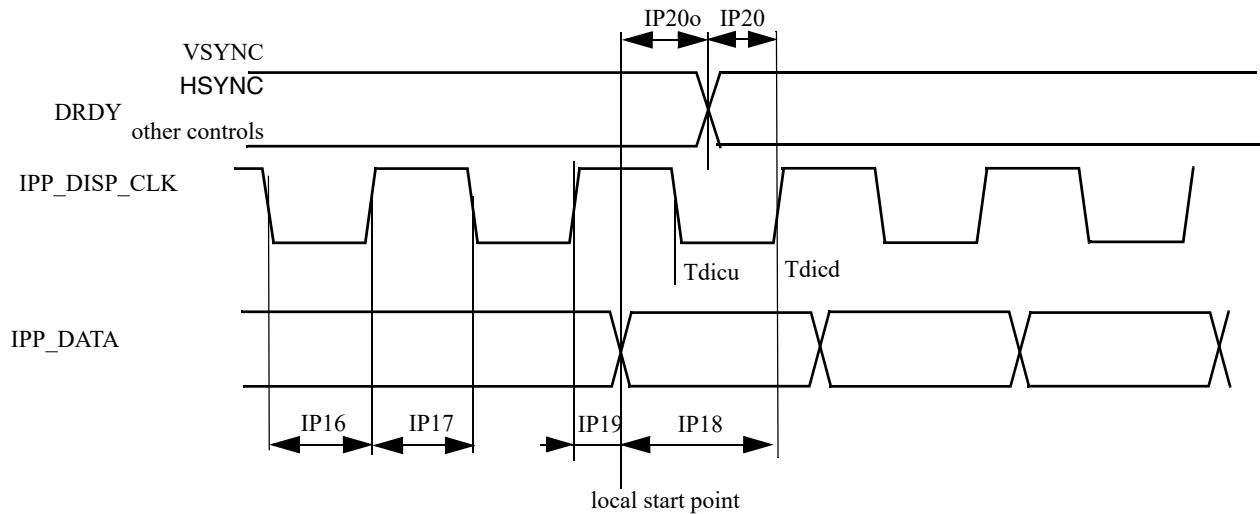 IP20o IP20
VSYNC
HSYNC
DRDY
other controls
IPP_DISP_CLK
Tdicu Tdicd
IPP_DATA
IP16 IP17 IP19 IP18
local start point